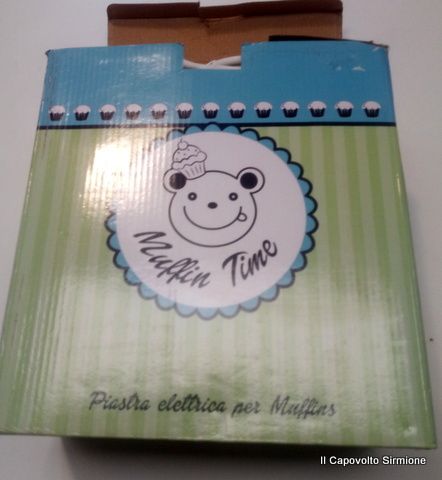 Muffin Time
Piastra elettrica per Muffins
Il Capovolto Sirmione